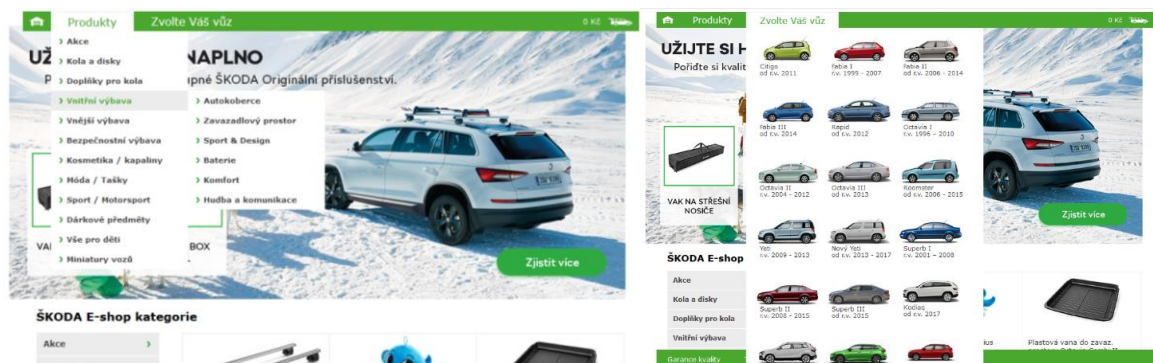 Produkty
Zvolte Váš vůz
0 Kč
UŽ
NAPLNO
P
pné ŠKODA Originální příslušenství.
Akce
Kola a disky
Doplňky pro kola
Vnitřní výbava
Vnější výbava
Bezpečnostní výbava
Kosmetika / kapaliny
Móda / Tašky
Sport / Motorsport
Dárkové předměty
Vše pro děti
Miniatury vozů
Autokoberce
Zavazadlový prostor
Sport & Design
Baterie
Komfort
Hudba a komunikace
VA
BOX
Zjistit více
ŠKODA E-shop kategorie
Akce
Produkty
Zvolte Váš vůz
0 Kč
UŽIJTE SI H
Pořiďte si kvalit
Citigo
od r.v. 2011
Fabia I
r.v. 1999 - 2007
Fabia II
od r.v. 2006 - 2014
Fabia III
od r.v. 2014
Rapid
od r.v. 2012
Octavia I
r.v. 1996 - 2010
Octavia II
r.v. 2004 - 2012
Octavia III
od r.v. 2013
Roomster
od r.v. 2006 - 2015
Yeti
r.v. 2009 - 2013
Nový Yeti
od r.v. 2013 - 2017
Superb I
r.v. 2001 – 2008
Superb II
r.v. 2008 - 2015
Superb III
od r.v. 2015
Kodiaq
od r.v. 2017
VAK NA STŘEŠNÍ
NOSIČE
Zjistit více
ŠKODA E-shop
Akce
Kola a disky
Doplňky pro kola
Vnitřní výbava
Garance kvality
Plastová vana do zavaz.